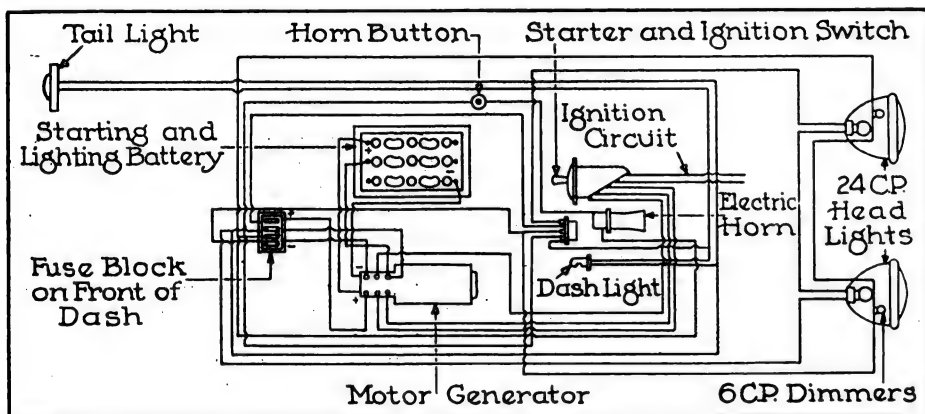 Tail Light
Horn Button
Starter and Ignition Switch
Starting and
Lighting Battery
Ignition
Circuit
24 C.P.
Head
Lights
Electric
Horn
Fuse Block
on Front of
Dash
Dash Light
Motor Generator
6 C.P. Dimmers
+
-
+
-
-
+